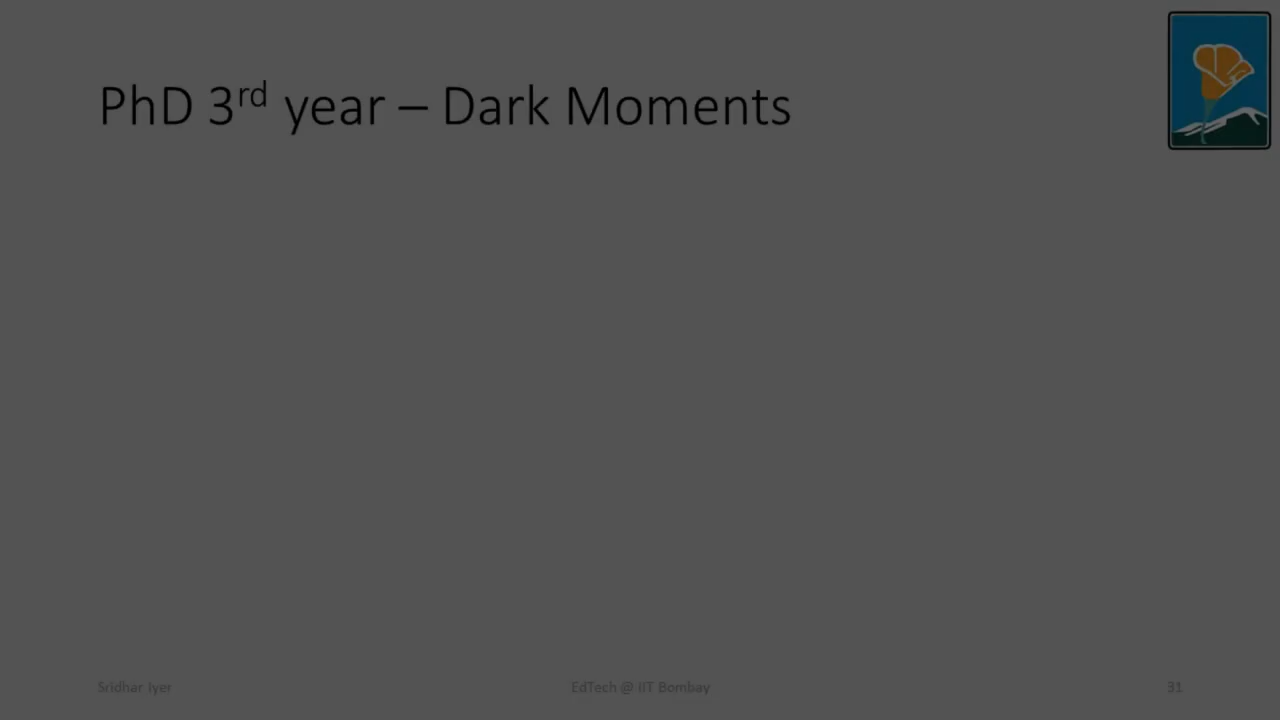 PhD 3rd year – Dark Moments
Sridhar Iyer
EdTech @ IIT Bombay
31